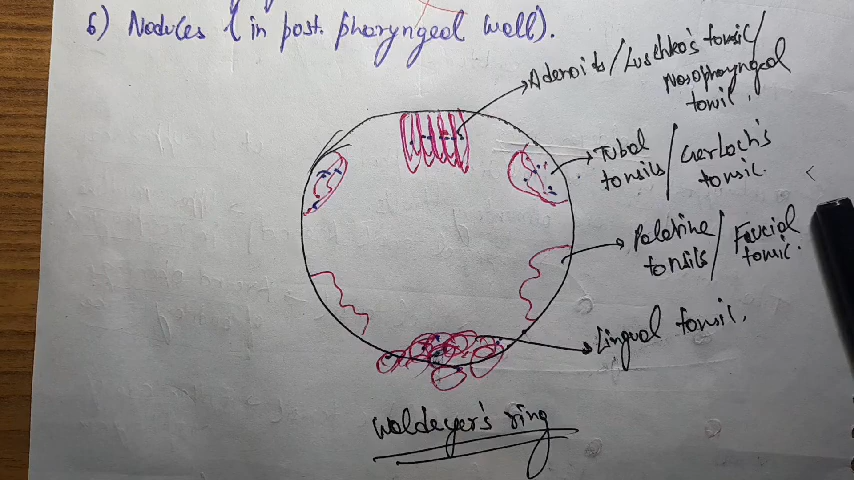 6) Nodules (in post. pharyngeal wall).
Adenoids/Luschka's tonsil/
Nasopharyngeal
tonsil.
Tubal
tonsils/Gerlach's
tonsil.
Palatine
tonsils/Faucial
tonsil.
Lingual tonsil.
Waldeyer's ring